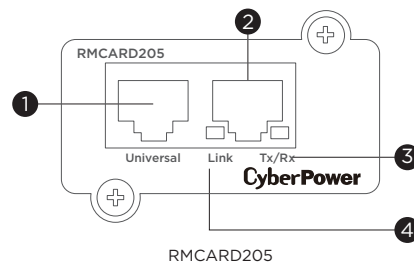 RMCARD205
2
1
3
Universal Link Tx/Rx
CyberPower
4
RMCARD205